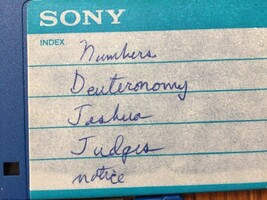 SONY
INDEX
Numbers
Deuteronomy
Joshua
Judges
notice